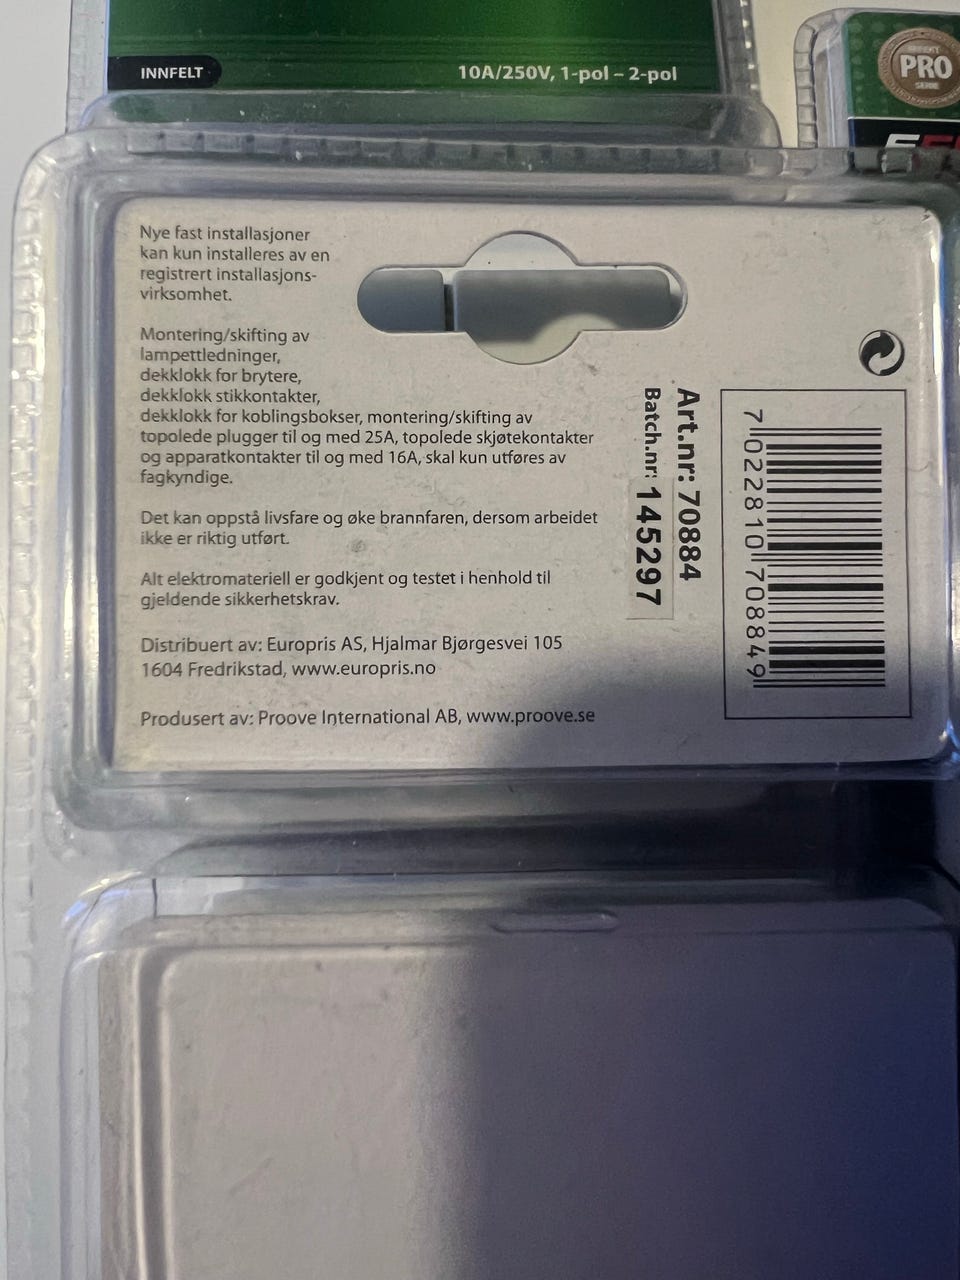 INNFELT
10A/250V, 1-pol – 2-pol
PRO
SERIE
Nye fast installasjoner
kan kun installeres av en
registrert installasjons-
virksomhet.
Montering/skifting av
lampettledninger,
dekklokk for brytere,
dekklokk stikkontakter,
dekklokk for koblingsbokser, montering/skifting av
topolede plugger til og med 25A, topolede skjøtekontakter
og apparatkontakter til og med 16A, skal kun utføres av
fagkyndige.
Det kan oppstå livsfare og øke brannfaren, dersom arbeidet
ikke er riktig utført.
Alt elektromateriell er godkjent og testet i henhold til
gjeldende sikkerhetskrav.
Distribuert av: Europris AS, Hjalmar Bjørgesvei 105
1604 Fredrikstad, www.europris.no
Produsert av: Proove International AB, www.proove.se
Art.nr: 70884
Batch.nr: 145297
7 022810 708849